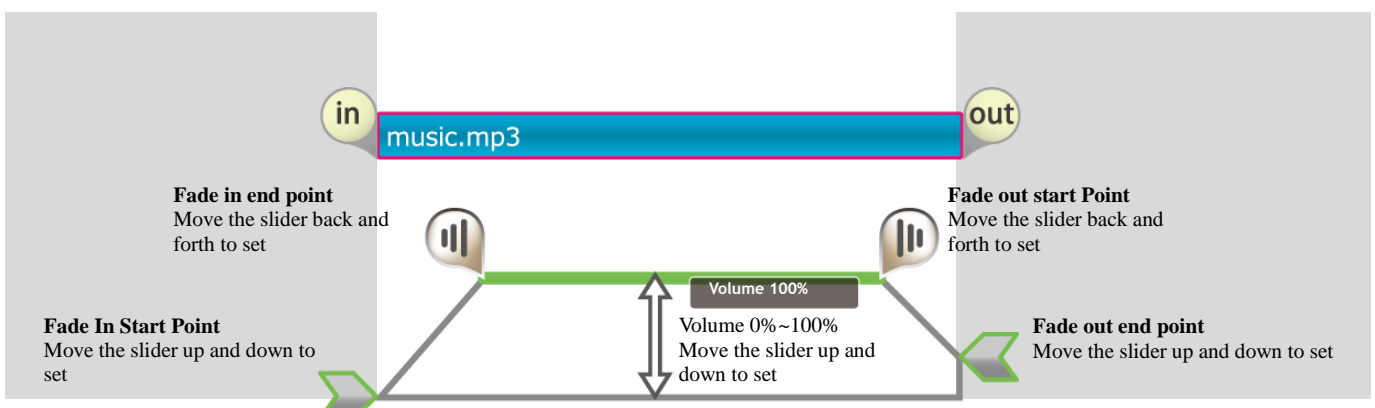 in
out
music.mp3
Fade in end point
Move the slider back and
forth to set
Fade out start Point
Move the slider back and
forth to set
Volume 100%
Fade In Start Point
Move the slider up and down to
set
Volume 0%~100%
Move the slider up and
down to set
Fade out end point
Move the slider up and down to set